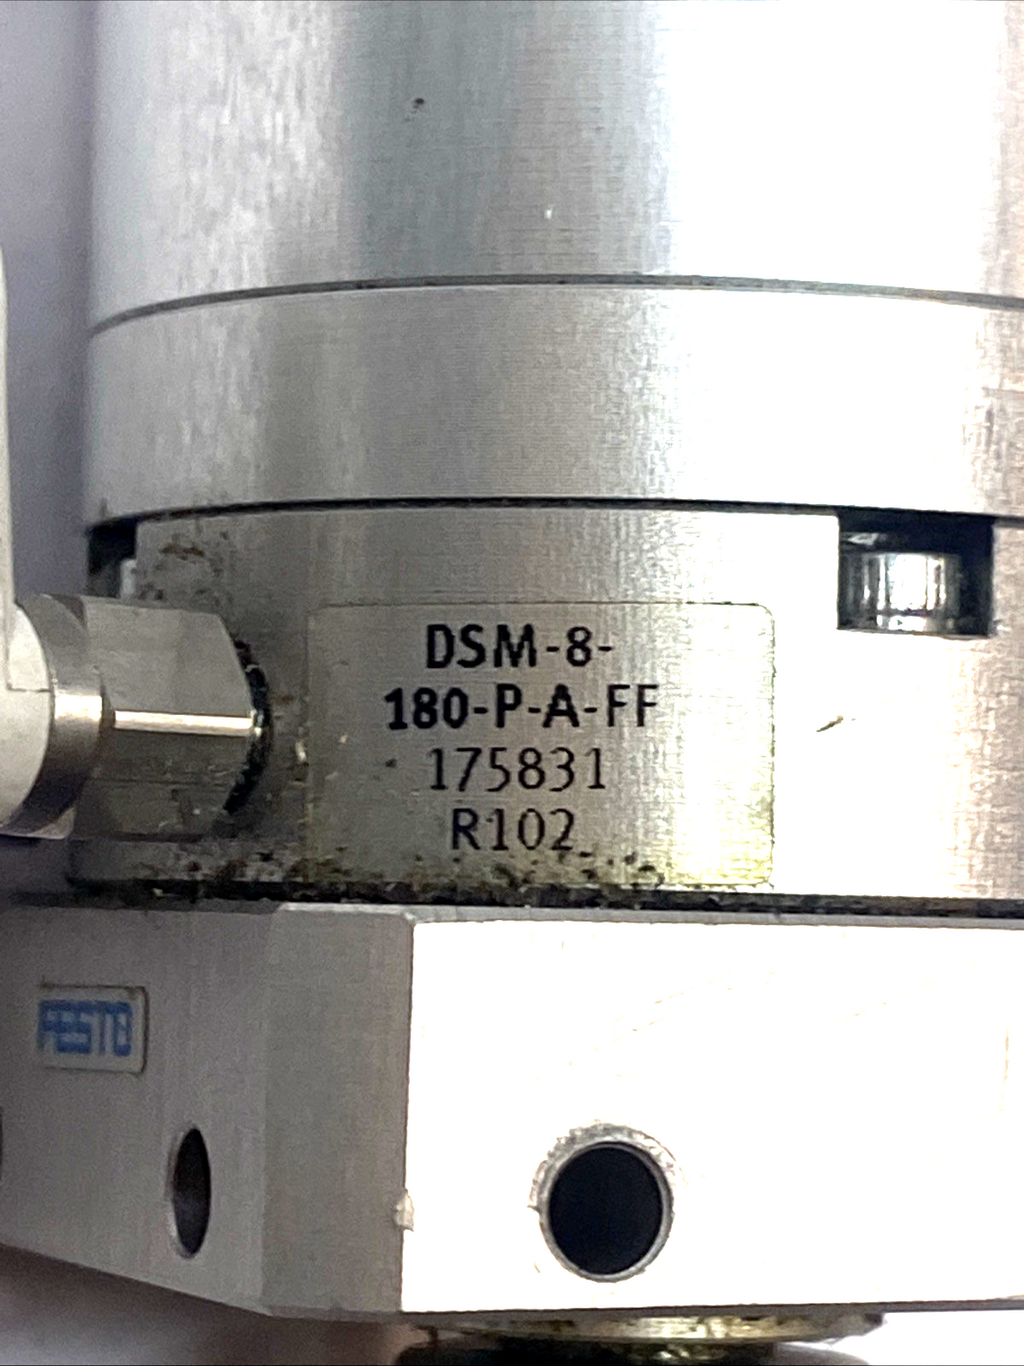 DSM-8-
180-P-A-FF
175831
R102
FESTO